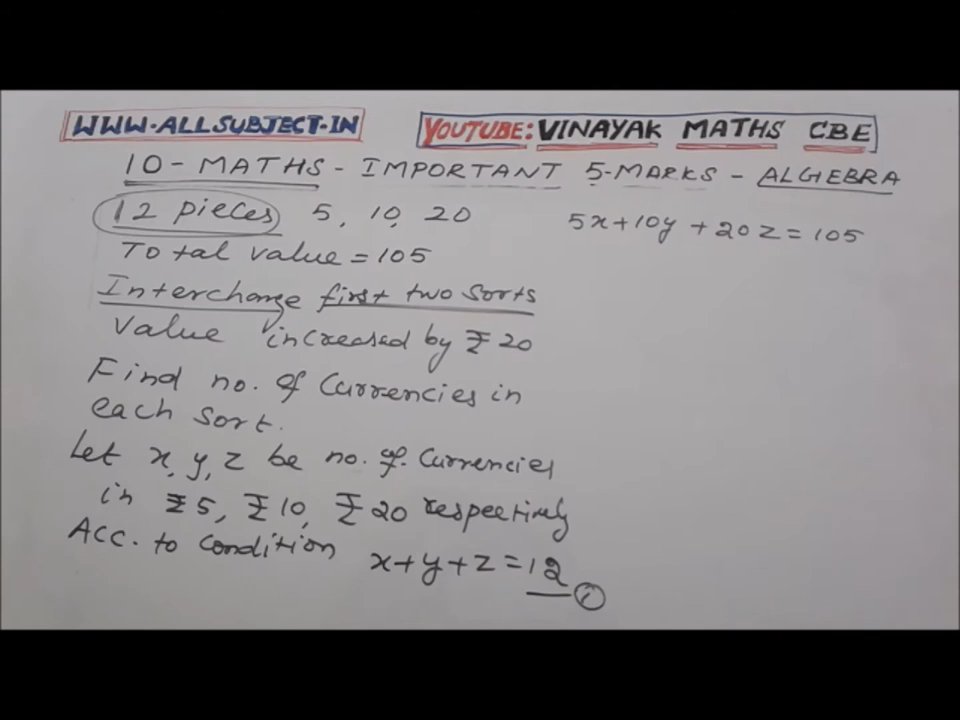 WWW-ALLSUBJECT-IN
YOUTUBE: VINAYAK MATHS CBE
10 - MATHS - IMPORTANT 5-MARKS - ALGEBRA
12 pieces 5, 10, 20
Total value = 105
Interchange first two sorts
Value increased by ₹ 20
Find no. of Currencies in
each sort.
Let x, y, z be no. of. Currencies
in ₹5, ₹10, ₹20 respectively
Acc. to condition x+y+z=12 ①
5x+10y+20z=105